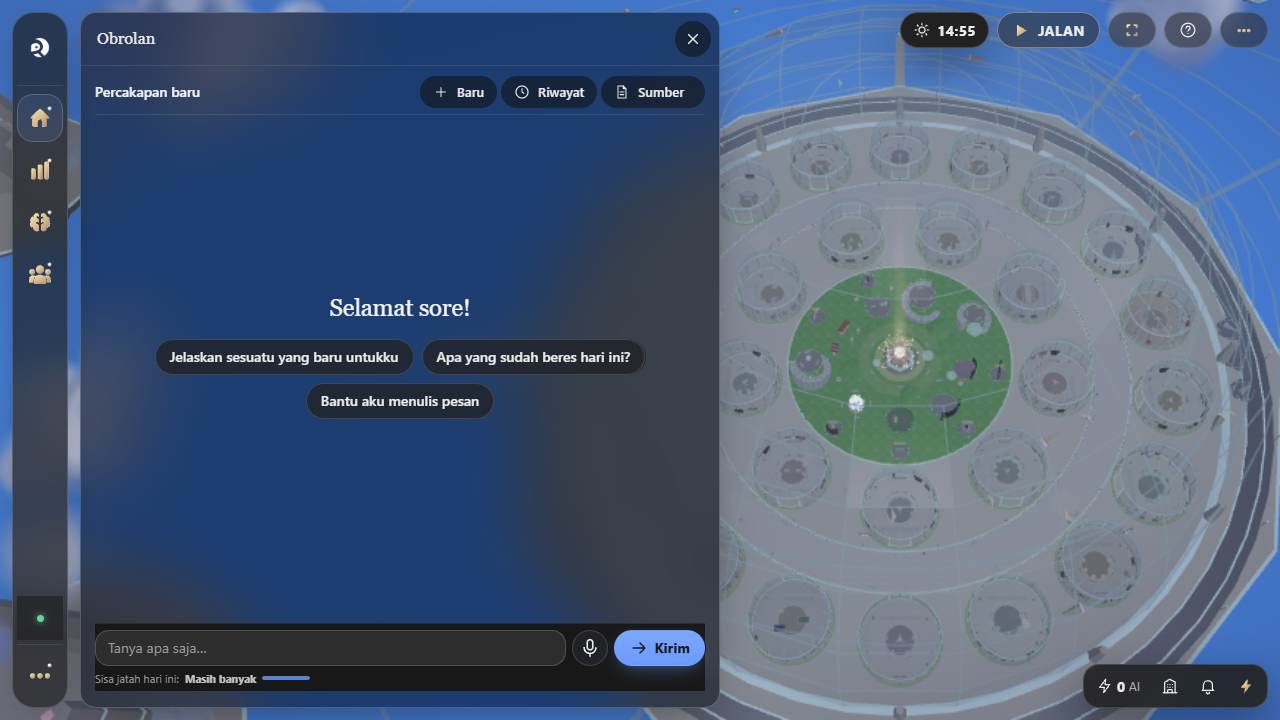 Obrolan
14:55
JALAN
Percakapan baru
Baru
Riwayat
Sumber
Selamat sore!
Jelaskan sesuatu yang baru untukku
Apa yang sudah beres hari ini?
Bantu aku menulis pesan
Tanya apa saja...
Kirim
Sisa jatah hari ini: Masih banyak
0 AI